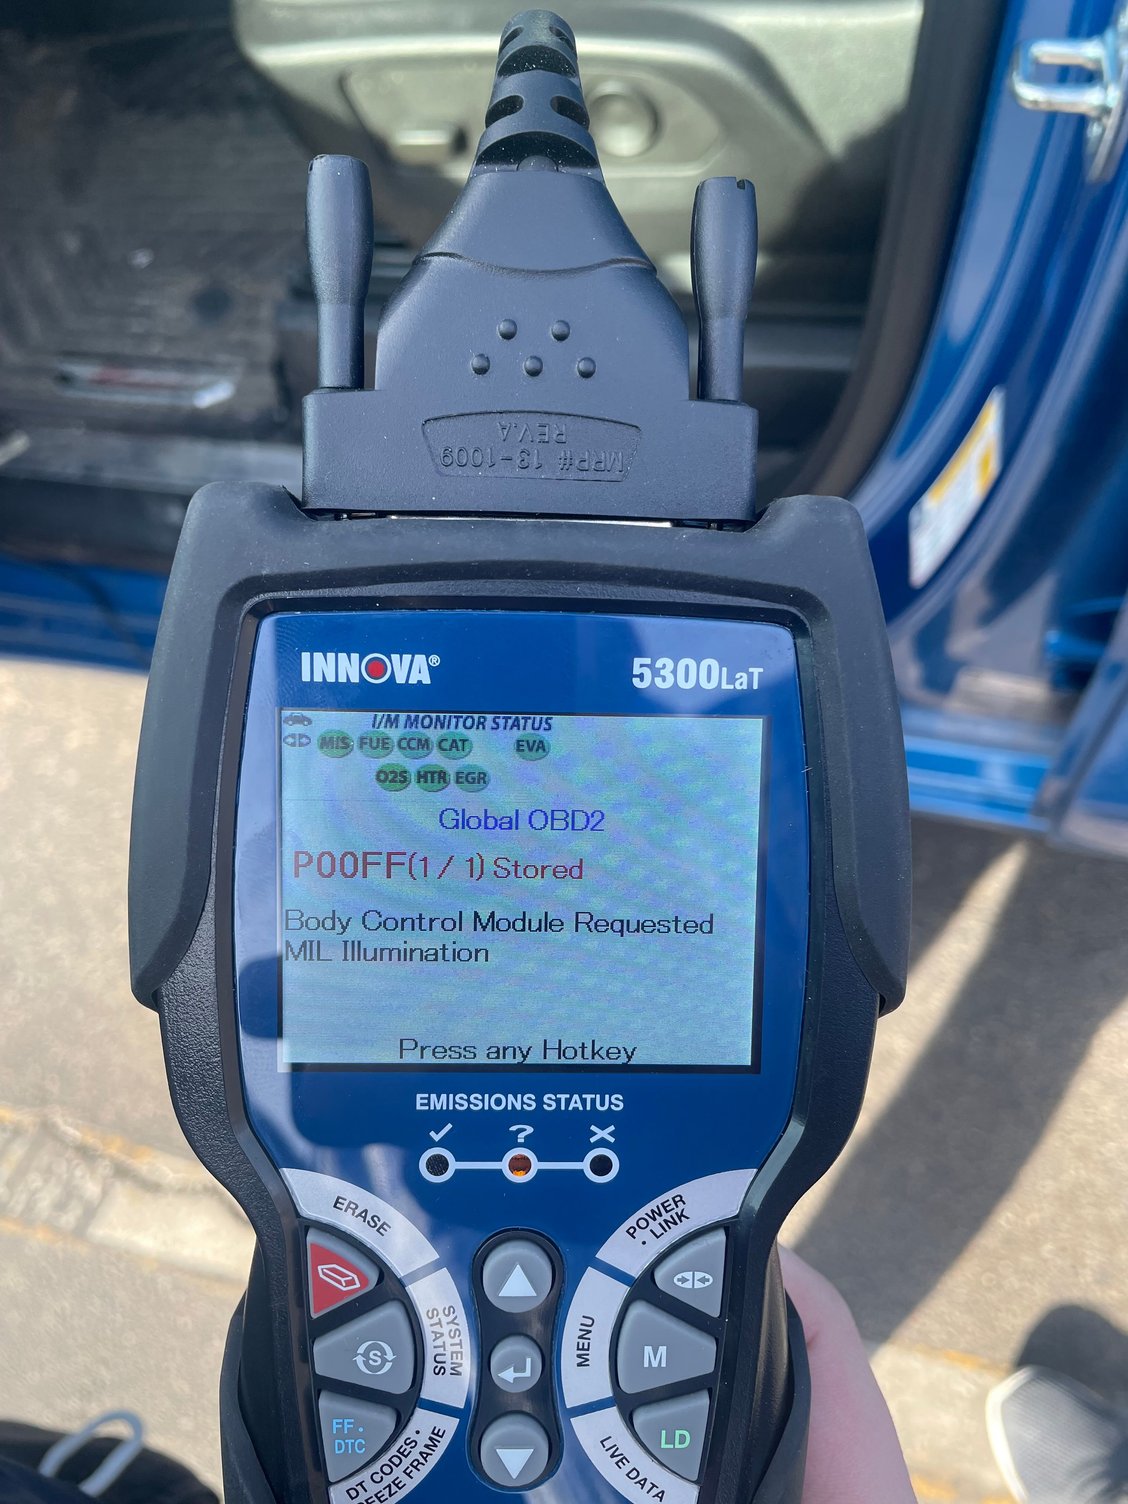 MRP# 13-1009
REV.A
INNOVA®
5300LaT
I/M MONITOR STATUS
MIS FUE CCM CAT EVA
O2S HTR EGR
Global OBD2
P00FF(1 / 1) Stored
Body Control Module Requested
MIL Illumination
Press any Hotkey
EMISSIONS STATUS
✓ ? X
ERASE
POWER
• LINK
SYSTEM
STATUS
S
MENU
M
FF •
DTC
LD
DT CODES •
EEZE FRAME
LIVE DATA